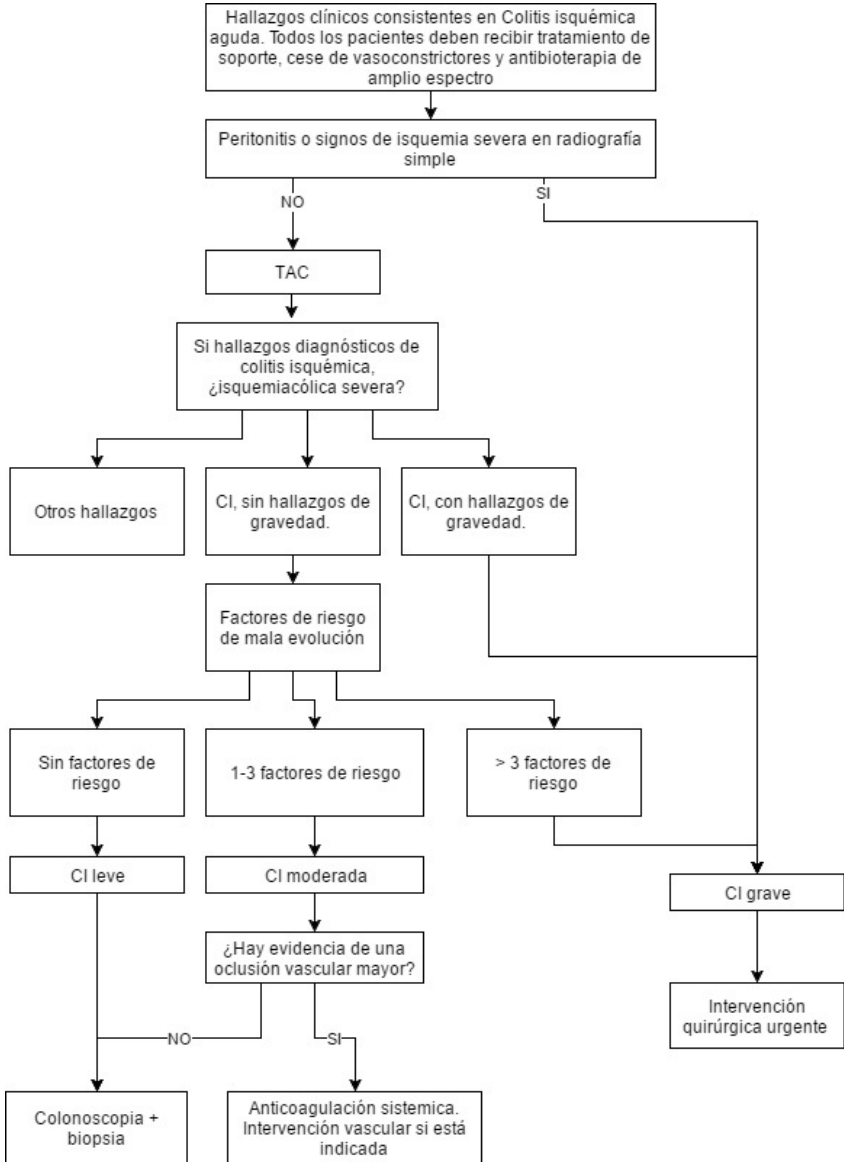 Hallazgos clínicos consistentes en Colitis isquémica
aguda. Todos los pacientes deben recibir tratamiento de
soporte, cese de vasoconstrictores y antibioterapia de
amplio espectro
Peritonitis o signos de isquemia severa en radiografía
simple
NO
SI
TAC
Si hallazgos diagnósticos de
colitis isquémica,
¿isquemiacólica severa?
Otros hallazgos
CI, sin hallazgos de
gravedad.
CI, con hallazgos de
gravedad.
Factores de riesgo
de mala evolución
Sin factores de
riesgo
1-3 factores de riesgo
> 3 factores de
riesgo
CI leve
CI moderada
CI grave
¿Hay evidencia de una
oclusión vascular mayor?
Intervención
quirúrgica urgente
NO
SI
Colonoscopia +
biopsia
Anticoagulación sistemica.
Intervención vascular si está
indicada